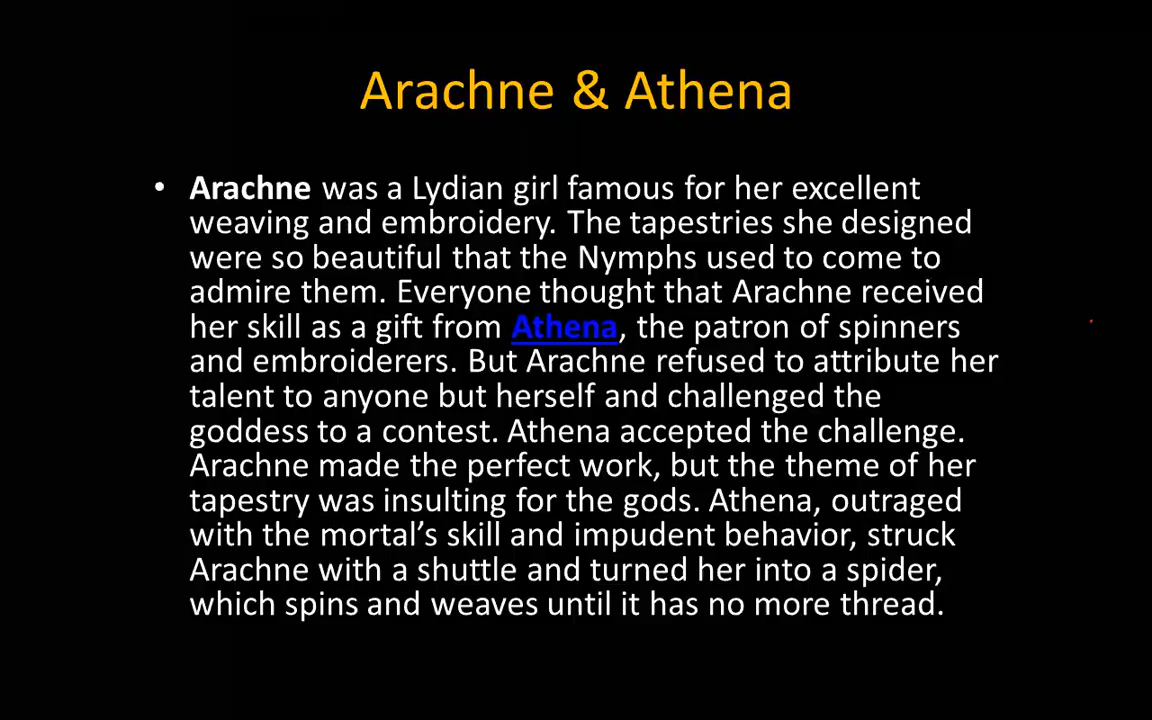 Arachne & Athena
• Arachne was a Lydian girl famous for her excellent
weaving and embroidery. The tapestries she designed
were so beautiful that the Nymphs used to come to
admire them. Everyone thought that Arachne received
her skill as a gift from Athena, the patron of spinners
and embroiderers. But Arachne refused to attribute her
talent to anyone but herself and challenged the
goddess to a contest. Athena accepted the challenge.
Arachne made the perfect work, but the theme of her
tapestry was insulting for the gods. Athena, outraged
with the mortal’s skill and impudent behavior, struck
Arachne with a shuttle and turned her into a spider,
which spins and weaves until it has no more thread.